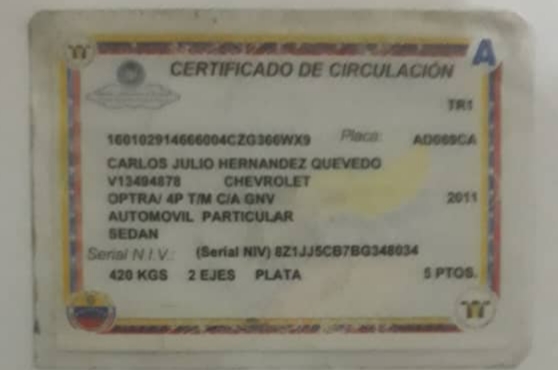 A
CERTIFICADO DE CIRCULACIÓN
TR1
160102914666004CZG366WX9 Placa: AD669CA
CARLOS JULIO HERNANDEZ QUEVEDO
V13494878 CHEVROLET
OPTRA/ 4P T/M C/A GNV 2011
AUTOMOVIL PARTICULAR
SEDAN
Serial N.I.V.: (Serial NIV) 8Z1JJ5CB7BG348034
420 KGS 2 EJES PLATA 5 PTOS.